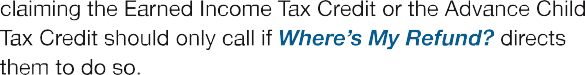 claiming the Earned Income Tax Credit or the Advance Child
Tax Credit should only call if Where's My Refund? directs
them to do so.